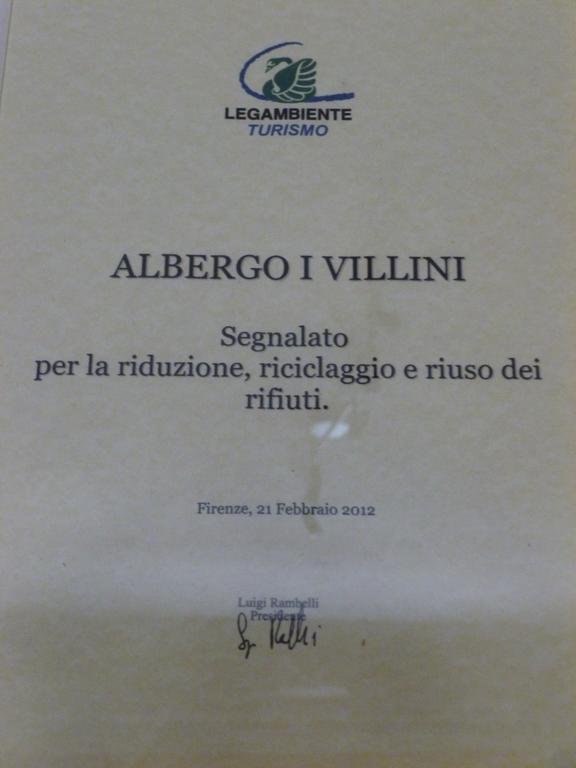 LEGAMBIENTE
TURISMO
ALBERGO I VILLINI
Segnalato
per la riduzione, riciclaggio e riuso dei
rifiuti.
Firenze, 21 Febbraio 2012
Luigi Rambelli
Presidente